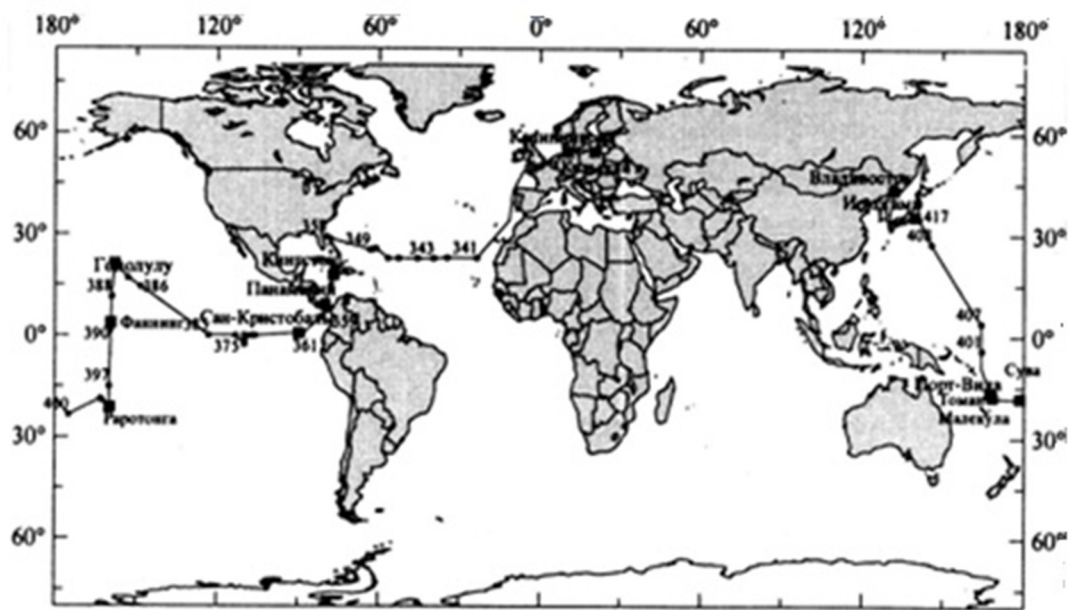 180° 120° 60° 0° 60° 120° 180°
60° 60°
Владивосток
417
30° 30°
349 343 341
Гонолулу
388 386
Фаннинг
Сан-Кристобаль
402
390 0° 0°
375 361 401
Сува
397
Порт-Вила
400
Раротонга
Малекула
30° 30°
60° 60°